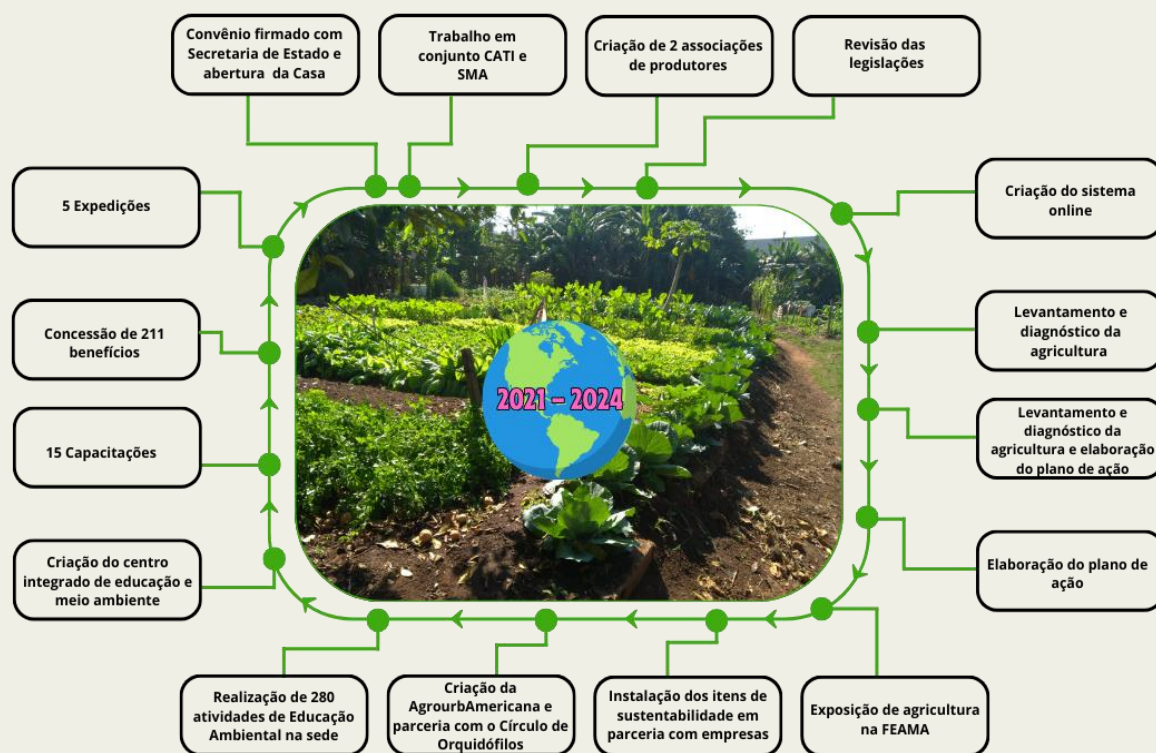 Convênio firmado com
Secretaria de Estado e
abertura da Casa
Trabalho em
conjunto CATI e
SMA
Criação de 2 associações
de produtores
Revisão das
legislações
Criação do sistema
online
Levantamento e
diagnóstico da
agricultura
Levantamento e
diagnóstico da
agricultura e elaboração
do plano de ação
Elaboração do plano de
ação
Exposição de agricultura
na FEAMA
Instalação dos itens de
sustentabilidade em
parceria com empresas
Criação da
AgrourbAmericana e
parceria com o Círculo de
Orquidófilos
Realização de 280
atividades de Educação
Ambiental na sede
Criação do centro
integrado de educação e
meio ambiente
15 Capacitações
Concessão de 211
benefícios
5 Expedições
2021 – 2024